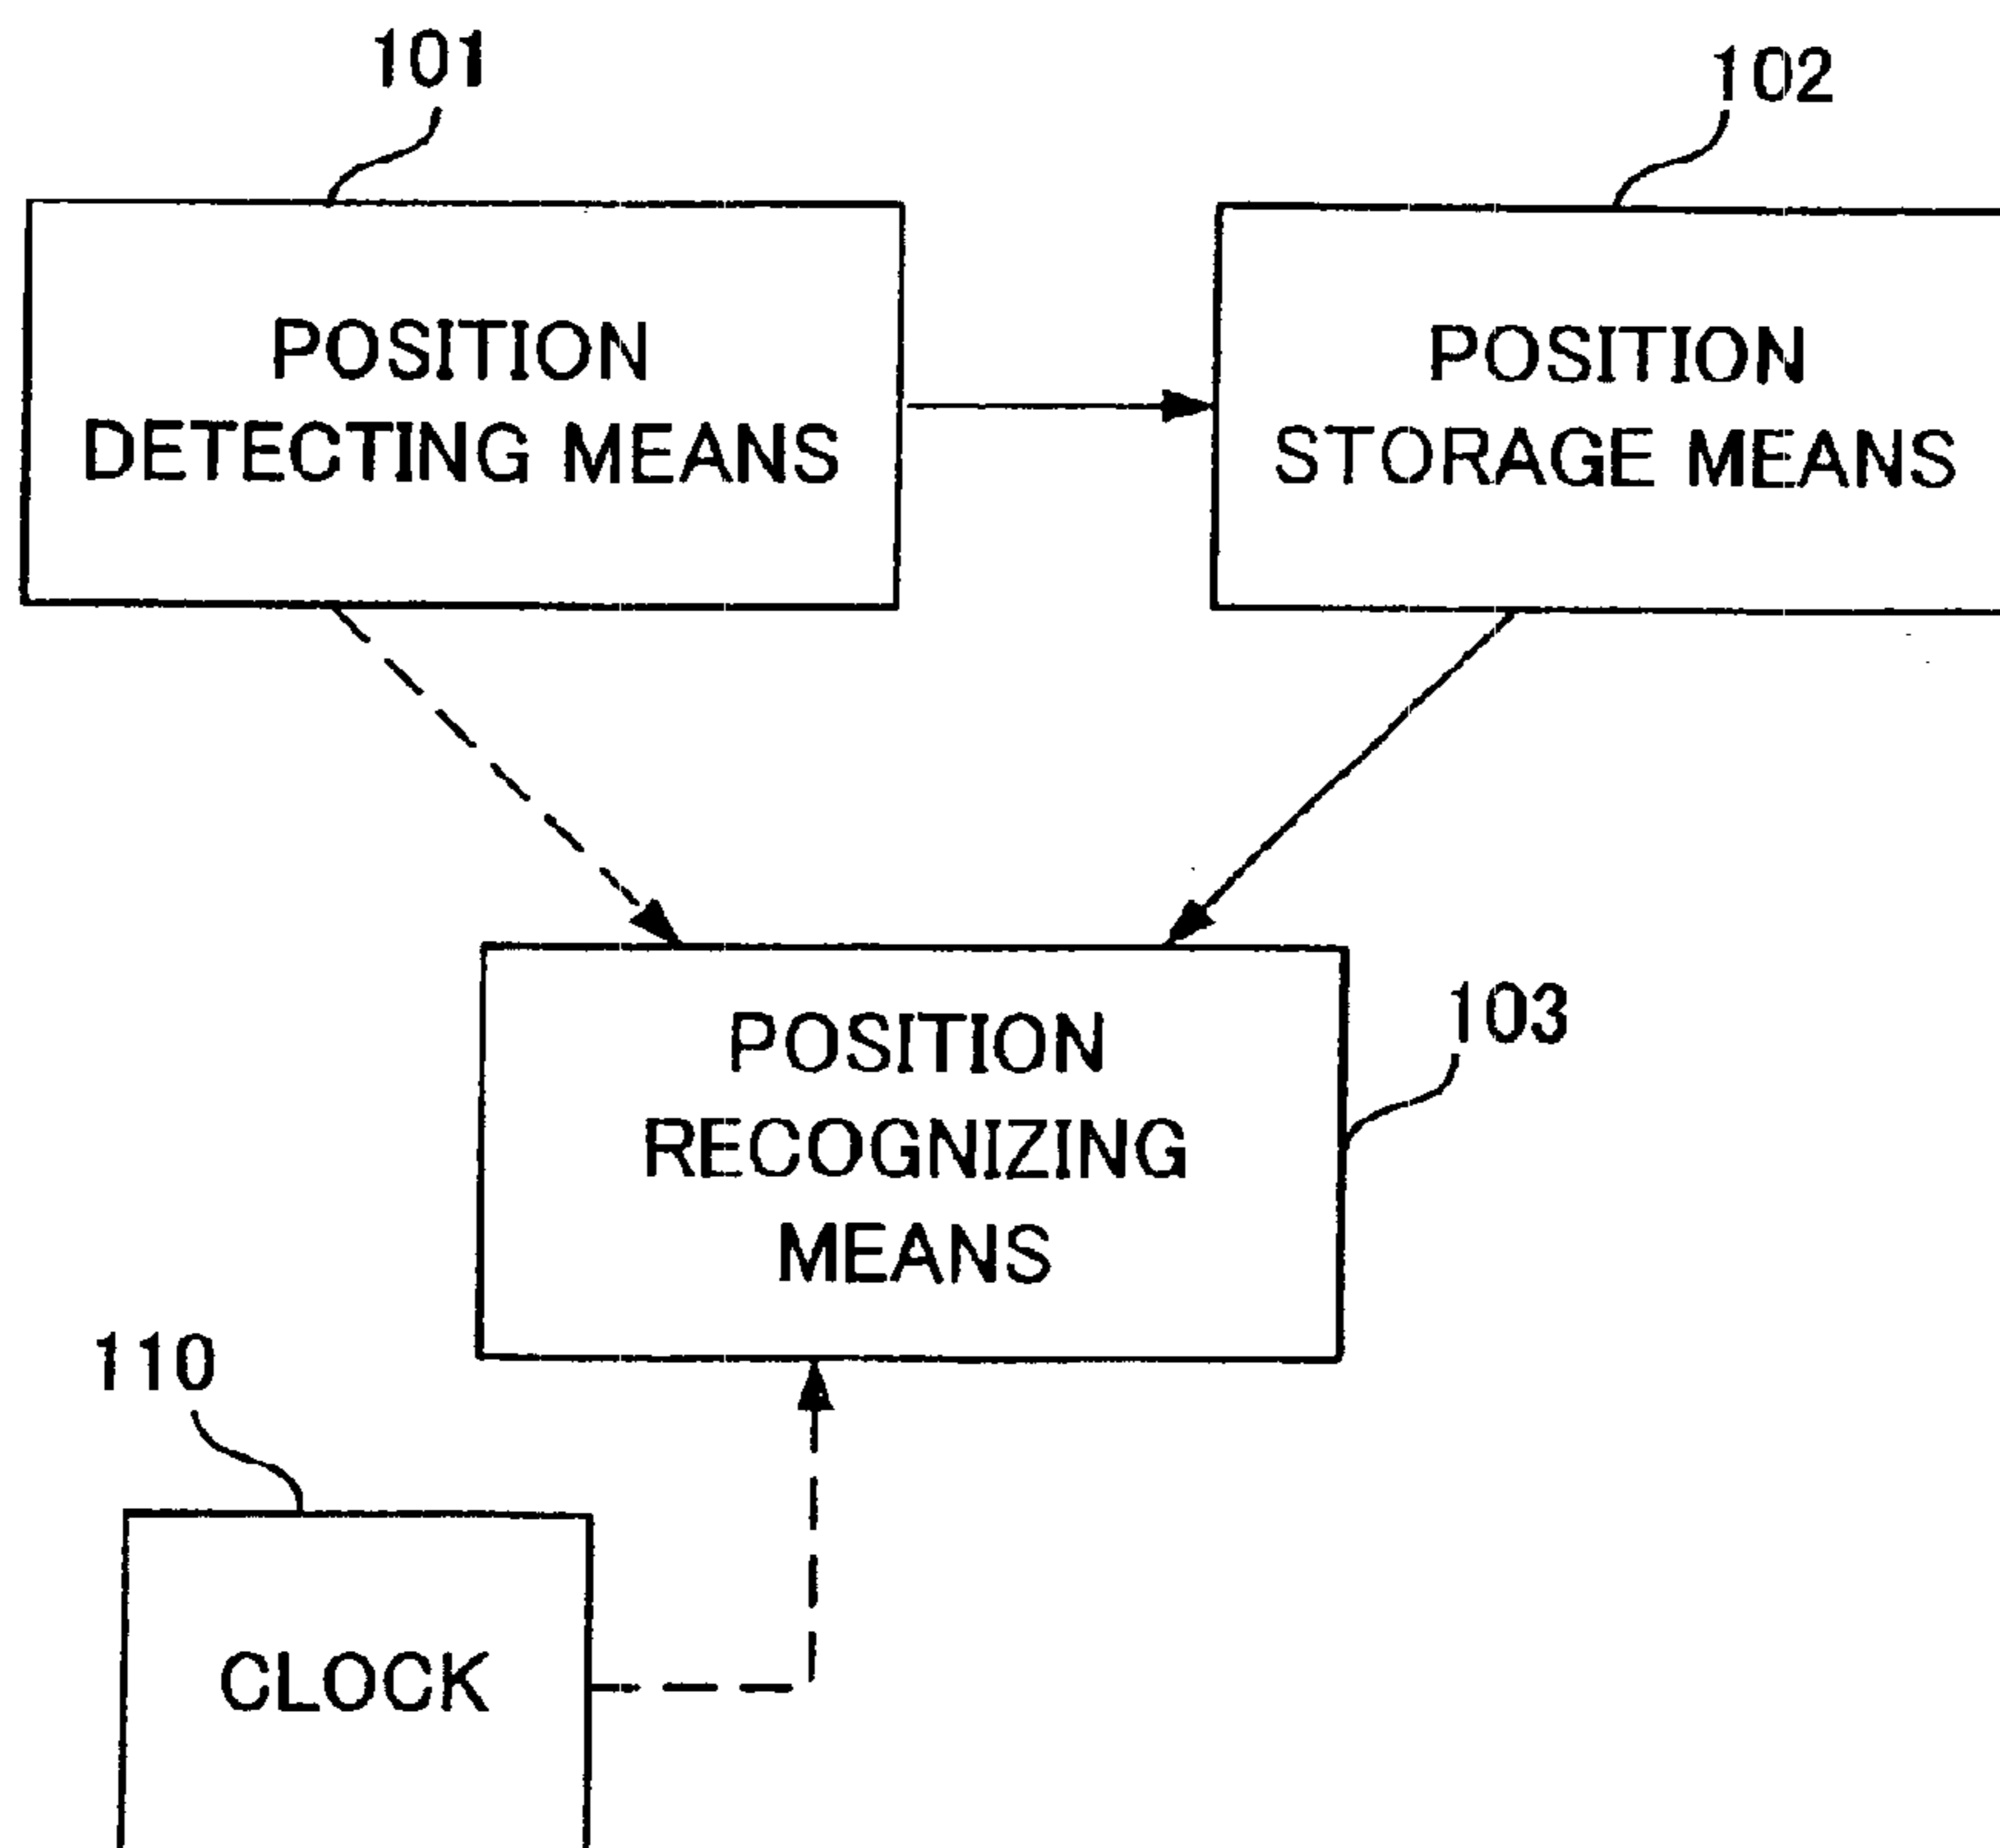 101
102
POSITION
DETECTING MEANS
POSITION
STORAGE MEANS
POSITION
RECOGNIZING
MEANS
103
110
CLOCK